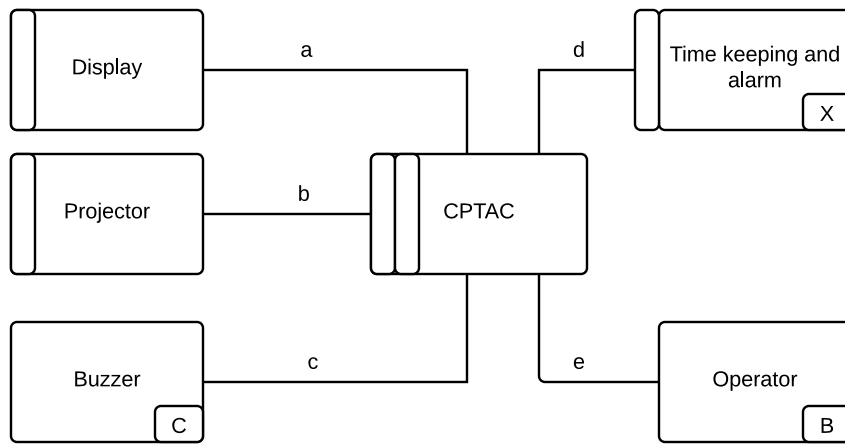 a
d
Display
Time keeping and
alarm
X
b
Projector
CPTAC
c
e
Buzzer
Operator
C
B